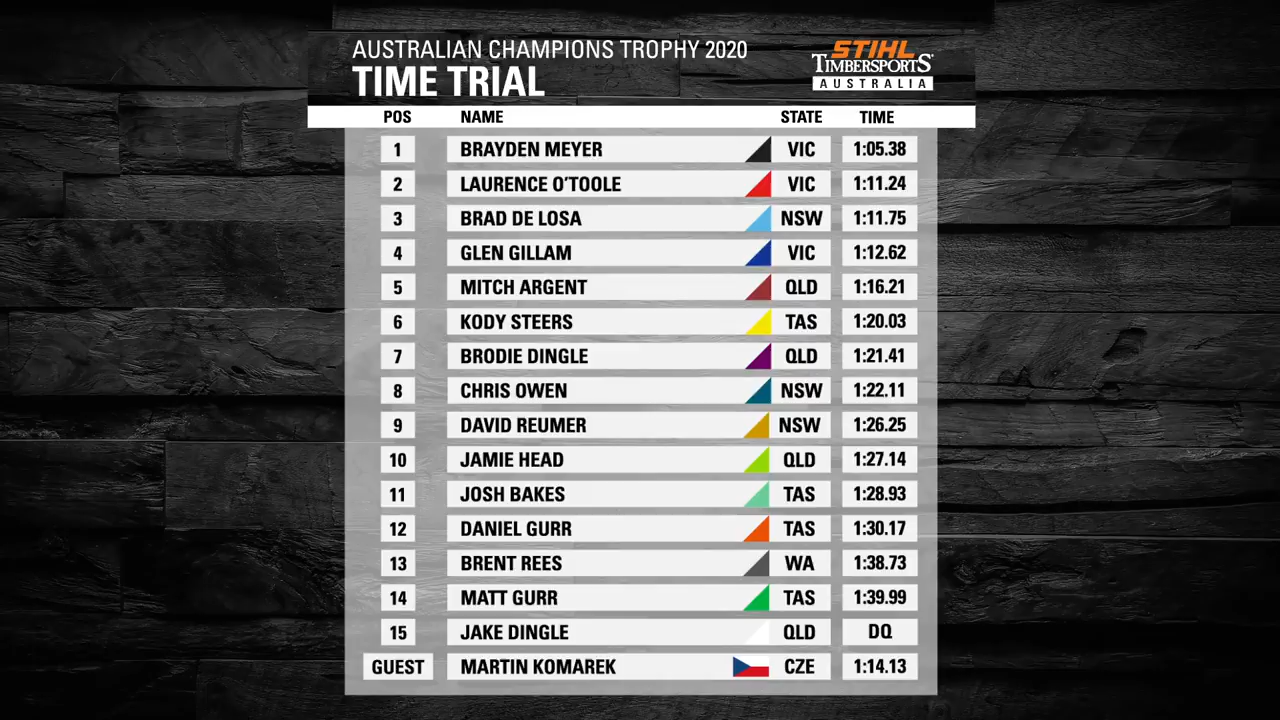 AUSTRALIAN CHAMPIONS TROPHY 2020
TIME TRIAL
STIHL
TIMBERSPORTS®
AUSTRALIA
POS NAME STATE TIME
1 BRAYDEN MEYER VIC 1:05.38
2 LAURENCE O'TOOLE VIC 1:11.24
3 BRAD DE LOSA NSW 1:11.75
4 GLEN GILLAM VIC 1:12.62
5 MITCH ARGENT QLD 1:16.21
6 KODY STEERS TAS 1:20.03
7 BRODIE DINGLE QLD 1:21.41
8 CHRIS OWEN NSW 1:22.11
9 DAVID REUMER NSW 1:26.25
10 JAMIE HEAD QLD 1:27.14
11 JOSH BAKES TAS 1:28.93
12 DANIEL GURR TAS 1:30.17
13 BRENT REES WA 1:38.73
14 MATT GURR TAS 1:39.99
15 JAKE DINGLE QLD DQ
GUEST MARTIN KOMAREK CZE 1:14.13